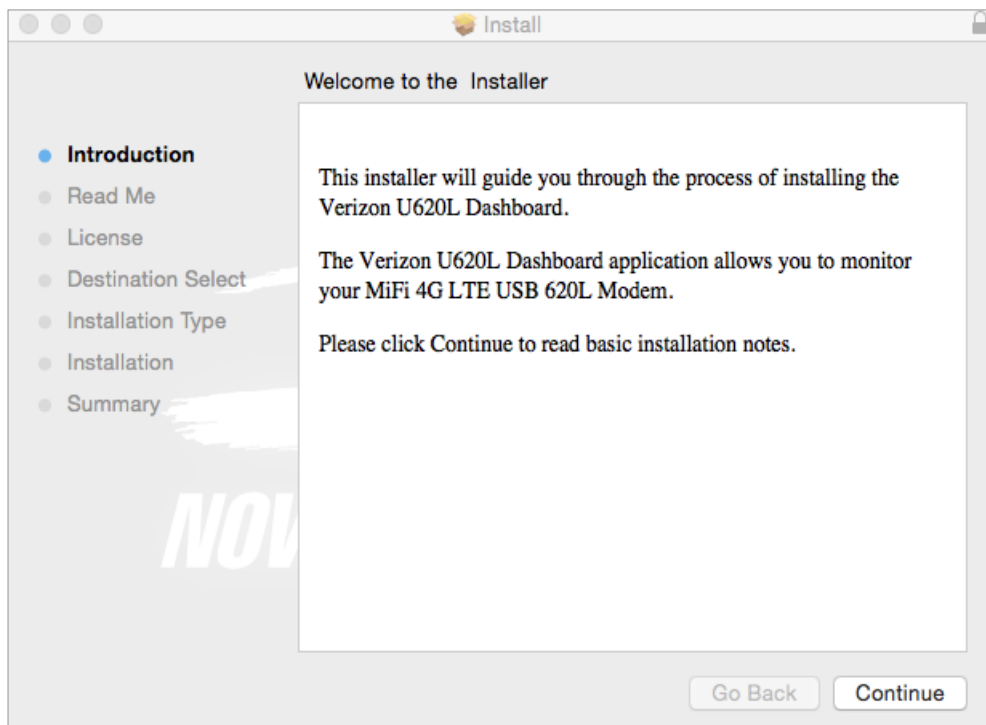 Install
Welcome to the Installer
Introduction
Read Me
License
Destination Select
Installation Type
Installation
Summary
This installer will guide you through the process of installing the
Verizon U620L Dashboard.
The Verizon U620L Dashboard application allows you to monitor
your MiFi 4G LTE USB 620L Modem.
Please click Continue to read basic installation notes.
NOV
Go Back
Continue